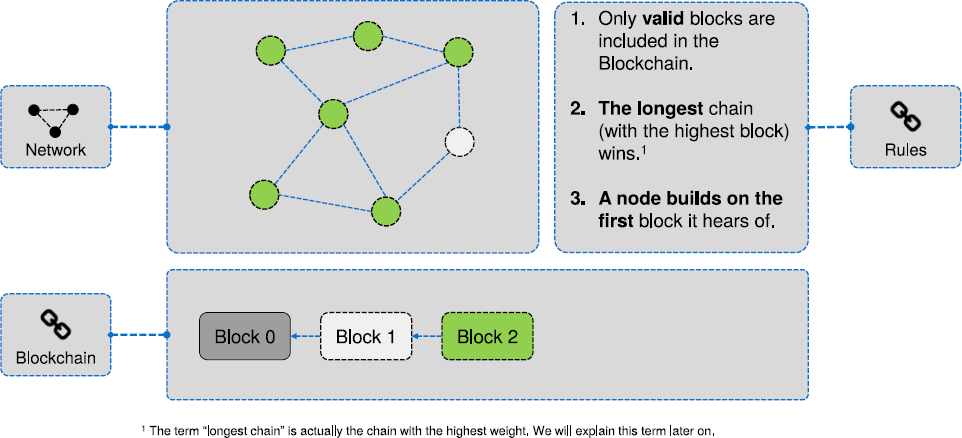 Network
1. Only valid blocks are
included in the
Blockchain.
2. The longest chain
(with the highest block)
wins.¹
3. A node builds on the
first block it hears of.
Rules
Blockchain
Block 0
Block 1
Block 2
¹ The term “longest chain” is actually the chain with the highest weight. We will explain this term later on.